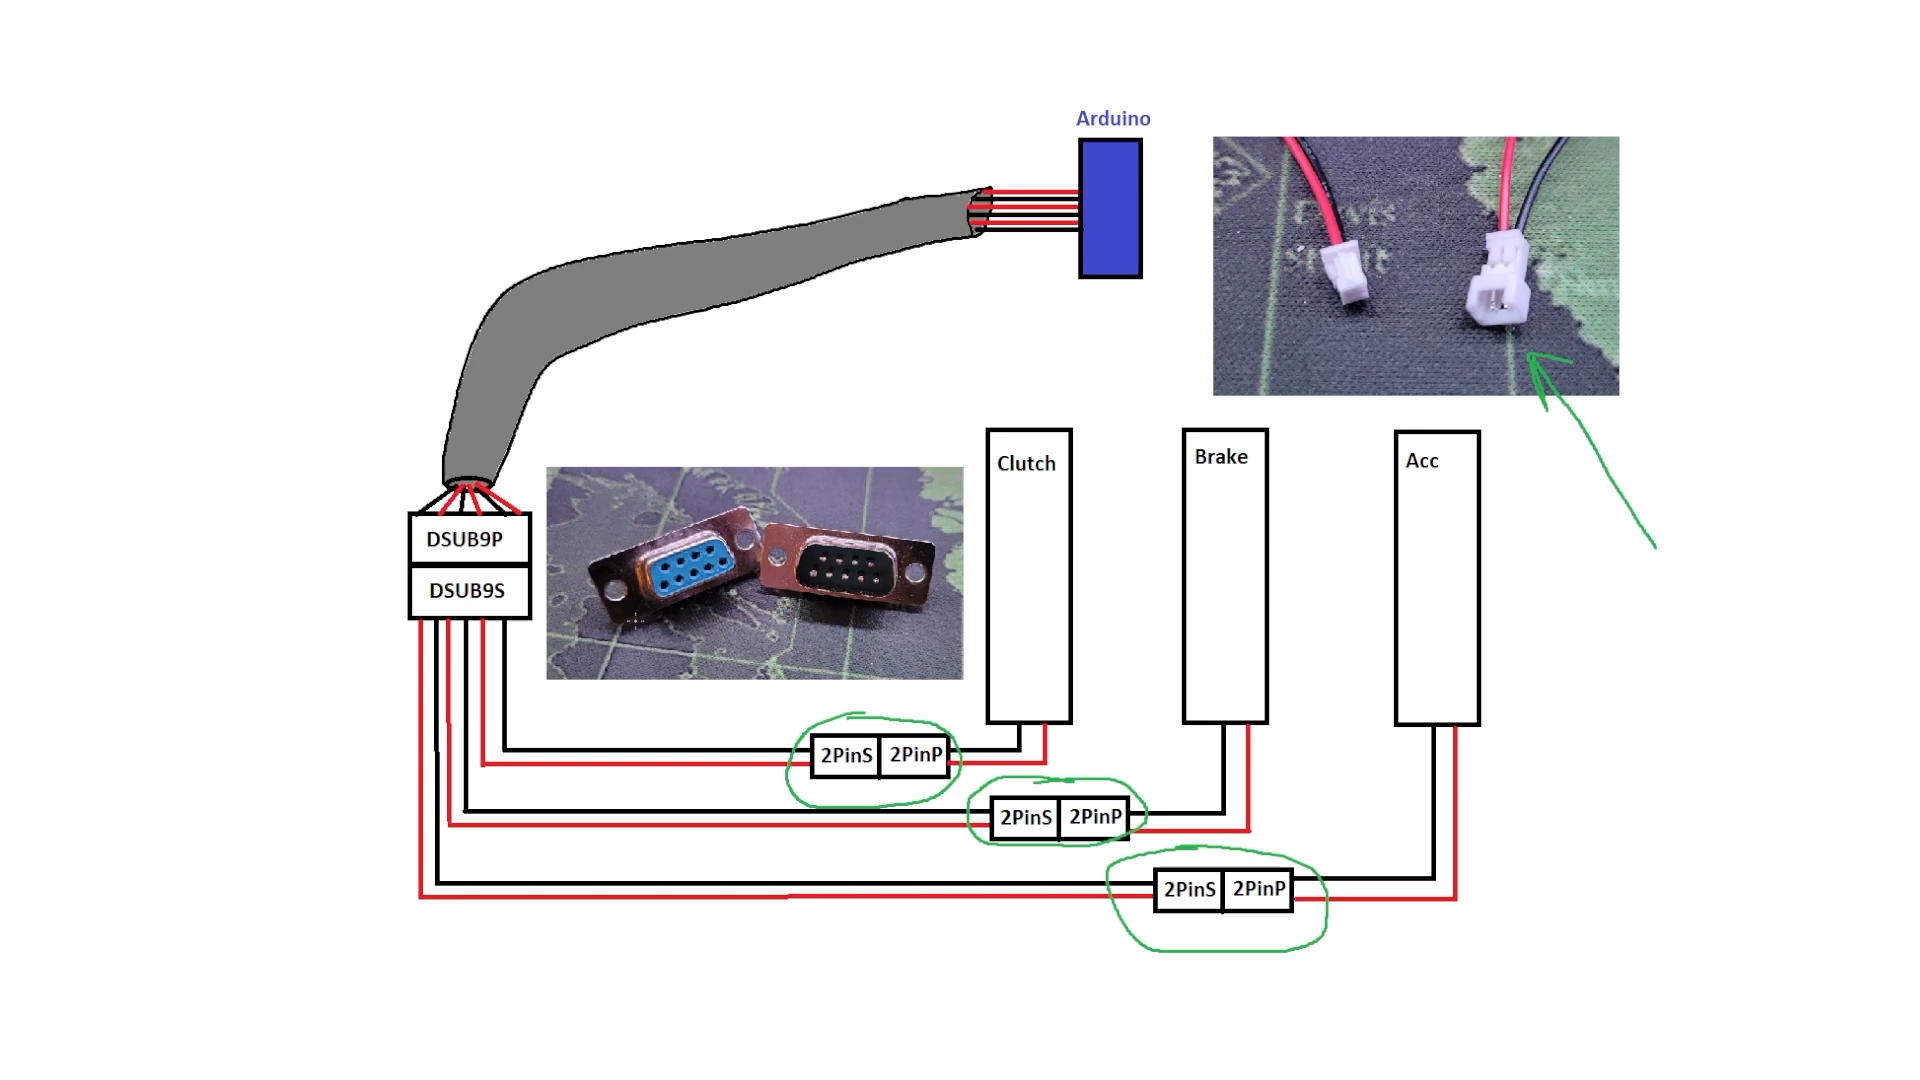 Arduino
DSUB9P
DSUB9S
Clutch
Brake
Acc
2PinS 2PinP
2PinS 2PinP
2PinS 2PinP